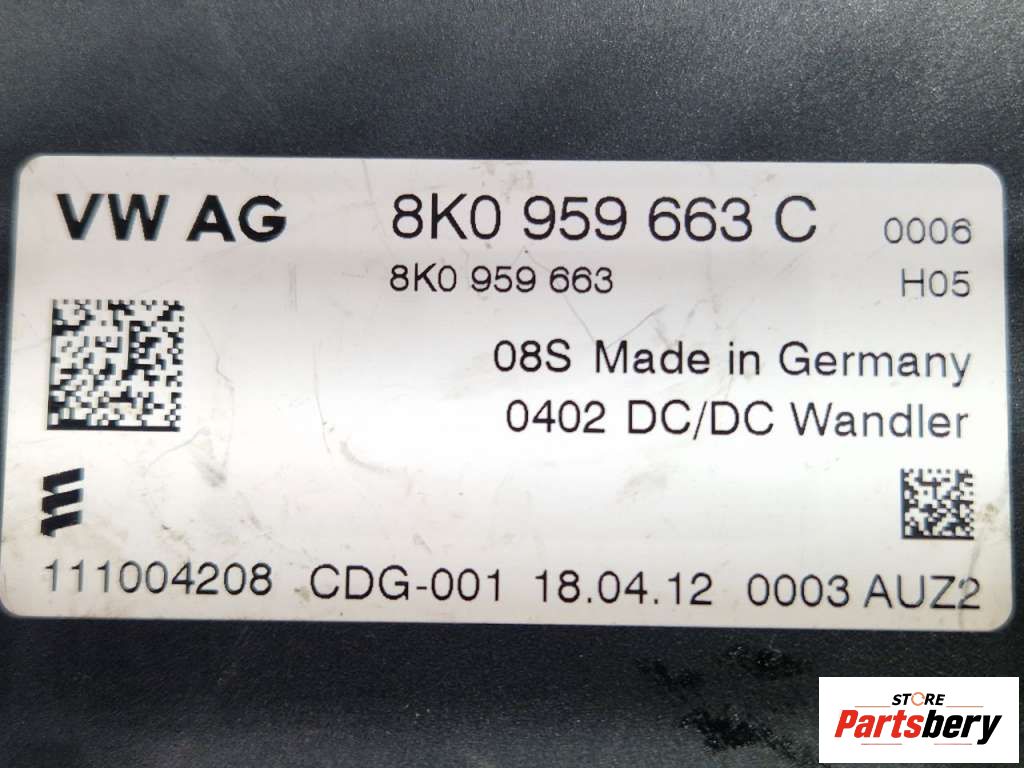 VW AG 8K0 959 663 C 0006
8K0 959 663 H05
08S Made in Germany
0402 DC/DC Wandler
111004208 CDG-001 18.04.12 0003 AUZ2
STORE
Partsbery